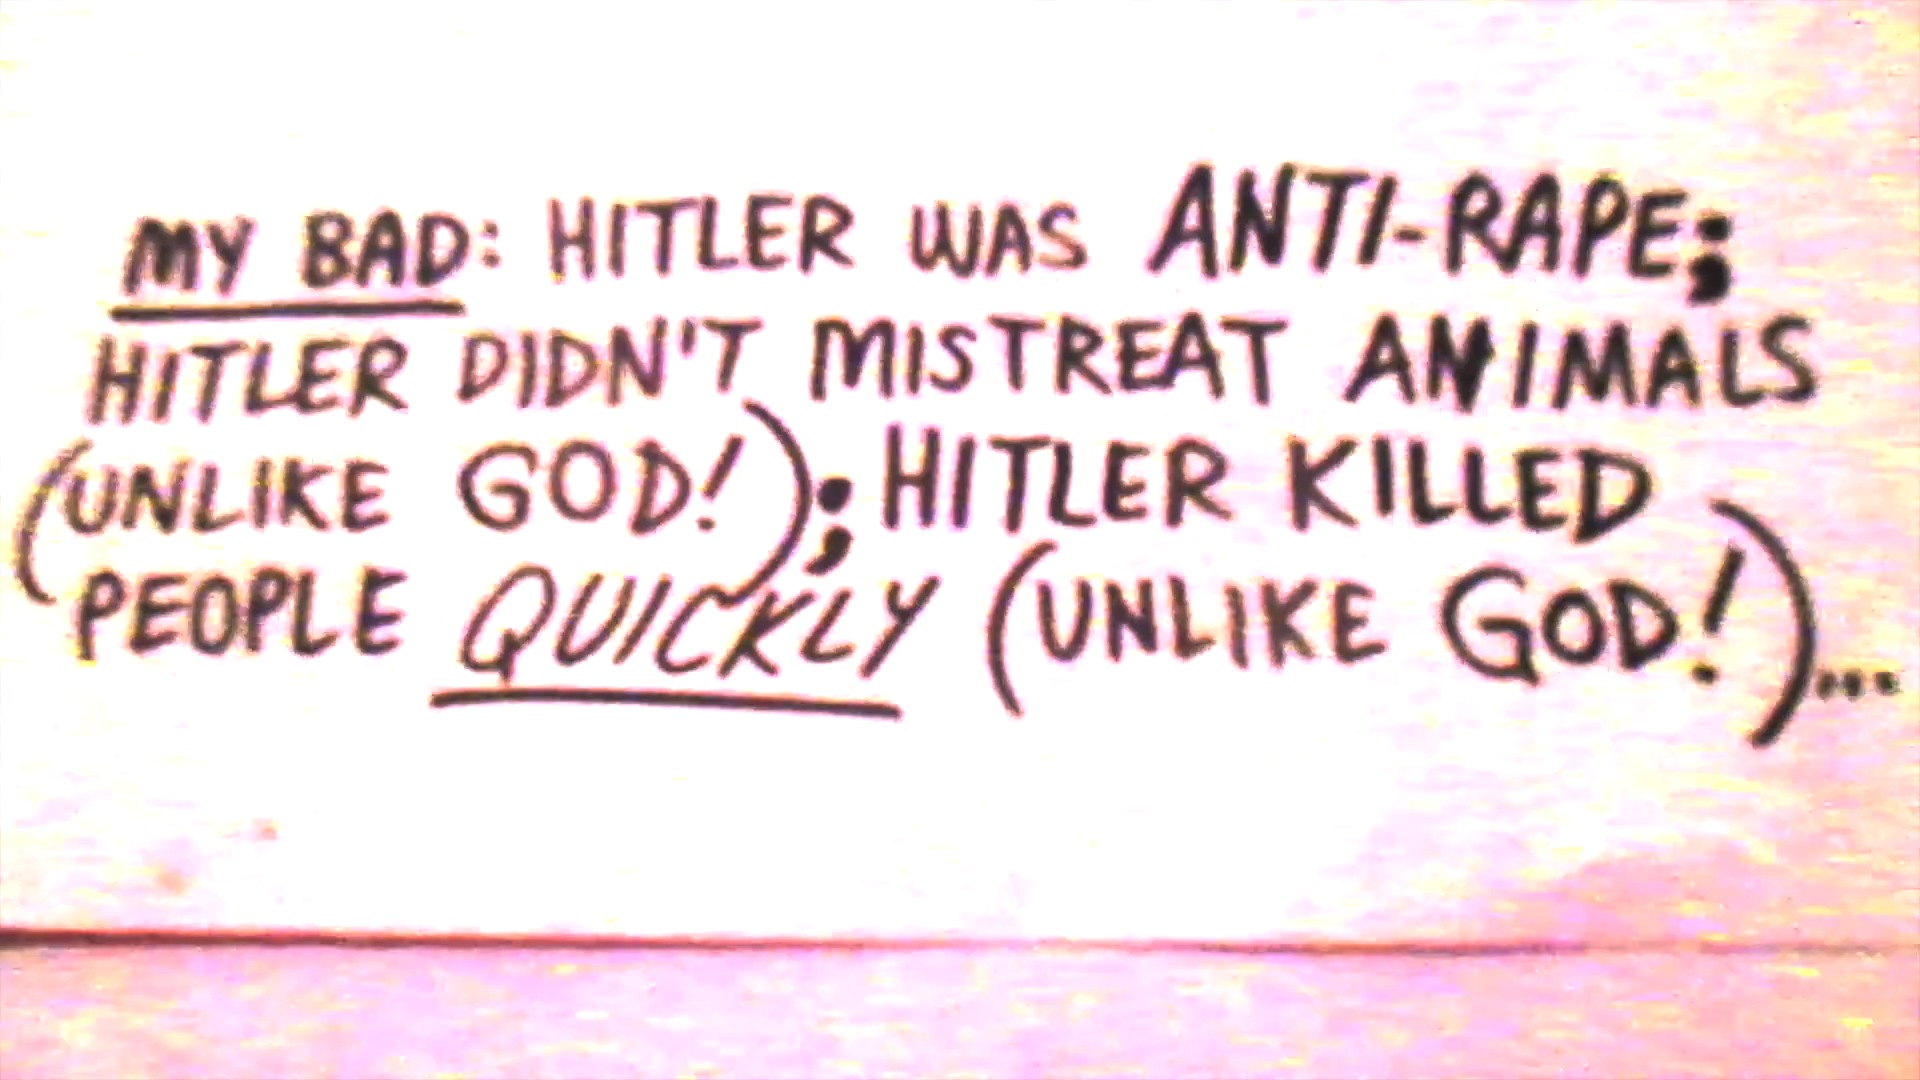 MY BAD: HITLER WAS ANTI-RAPE;
HITLER DIDN'T MISTREAT ANIMALS
(UNLIKE GOD!); HITLER KILLED
PEOPLE QUICKLY (UNLIKE GOD!)...